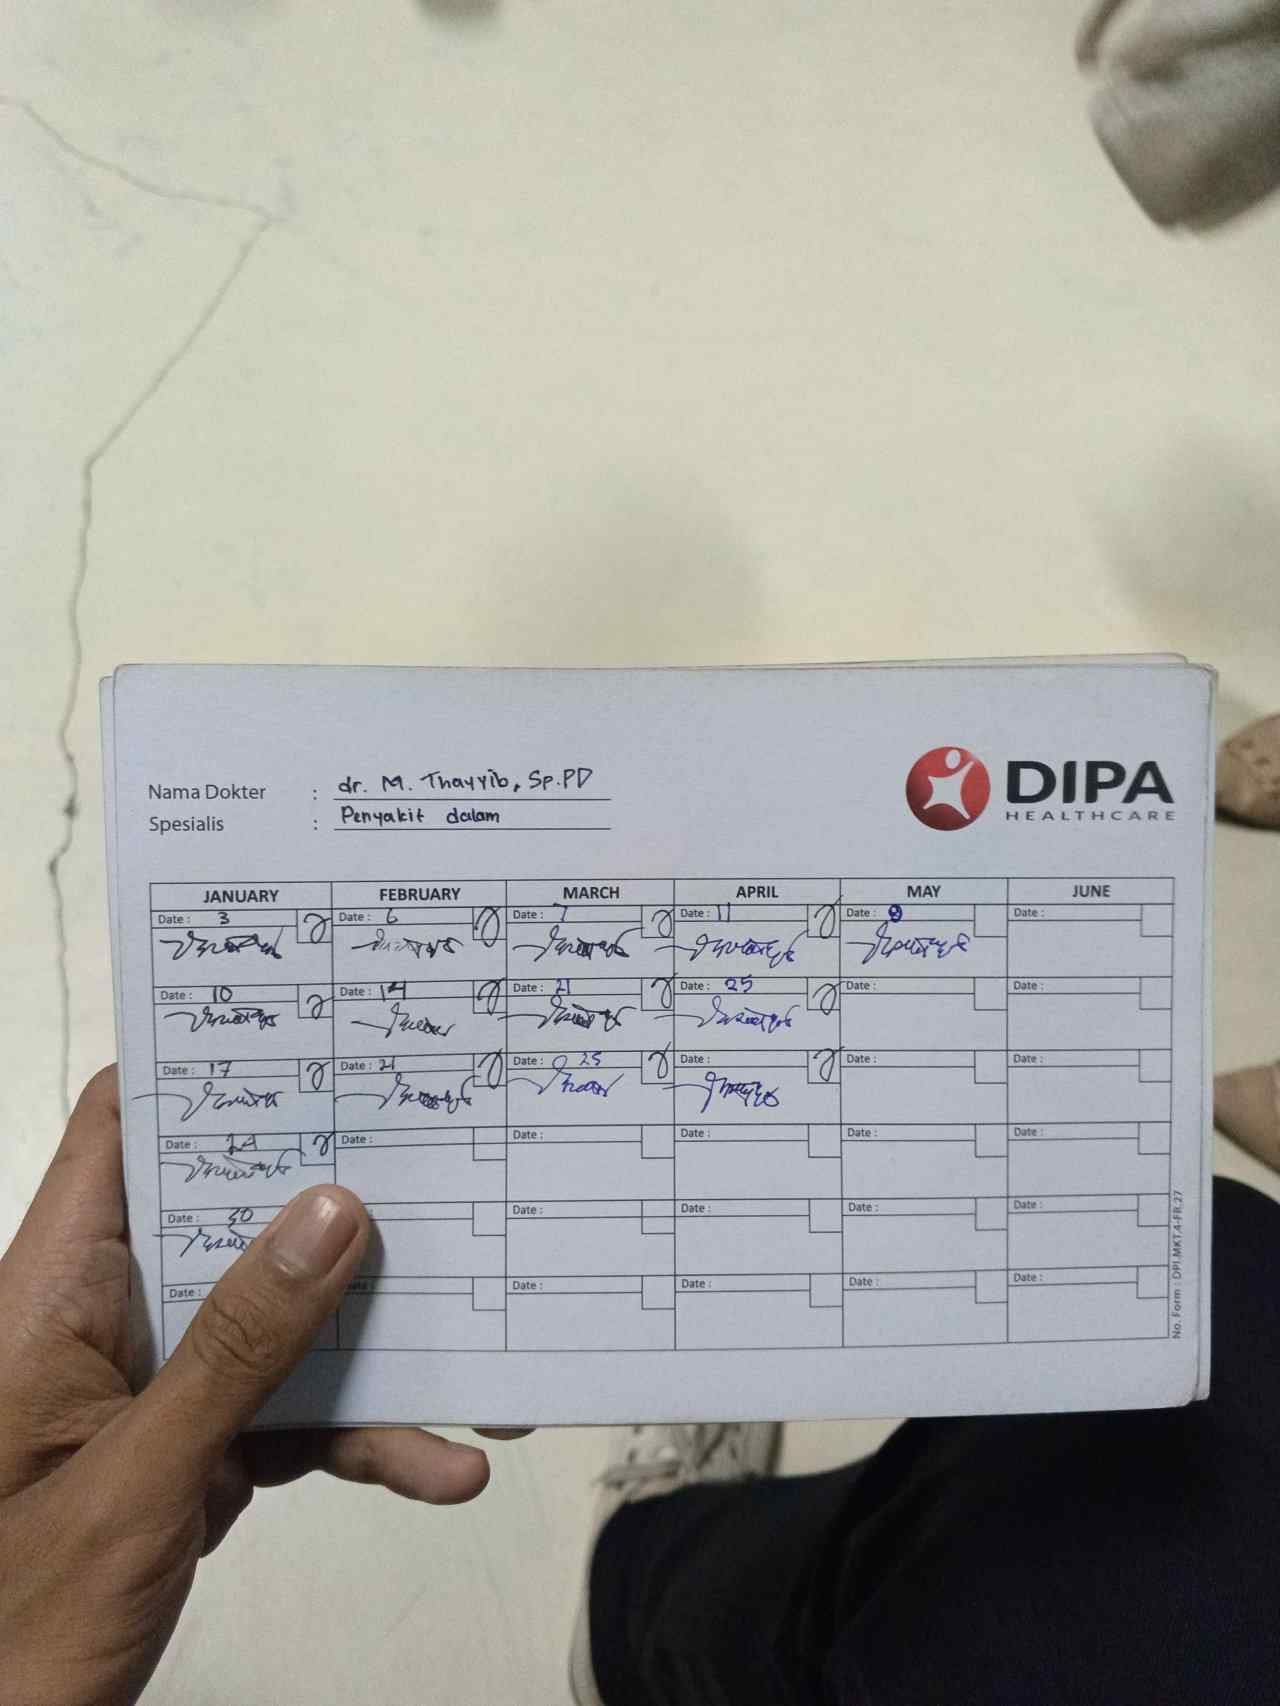 Nama Dokter : dr. M. Thayyib, Sp.PD
Spesialis : Penyakit dalam
DIPA
HEALTHCARE
JANUARY FEBRUARY MARCH APRIL MAY JUNE
Date : 3 Date : 6 Date : 7 Date : 11 Date : Date :
Date : 10 Date : 14 Date : 21 Date : 25 Date : Date :
Date : 17 Date : 21 Date : 25 Date : Date : Date :
Date : 24 Date : Date : Date : Date : Date :
Date : 30 Date : Date : Date : Date :
Date : Date : Date : Date : Date :
No. Form : DPI.MKT.4-FR.27